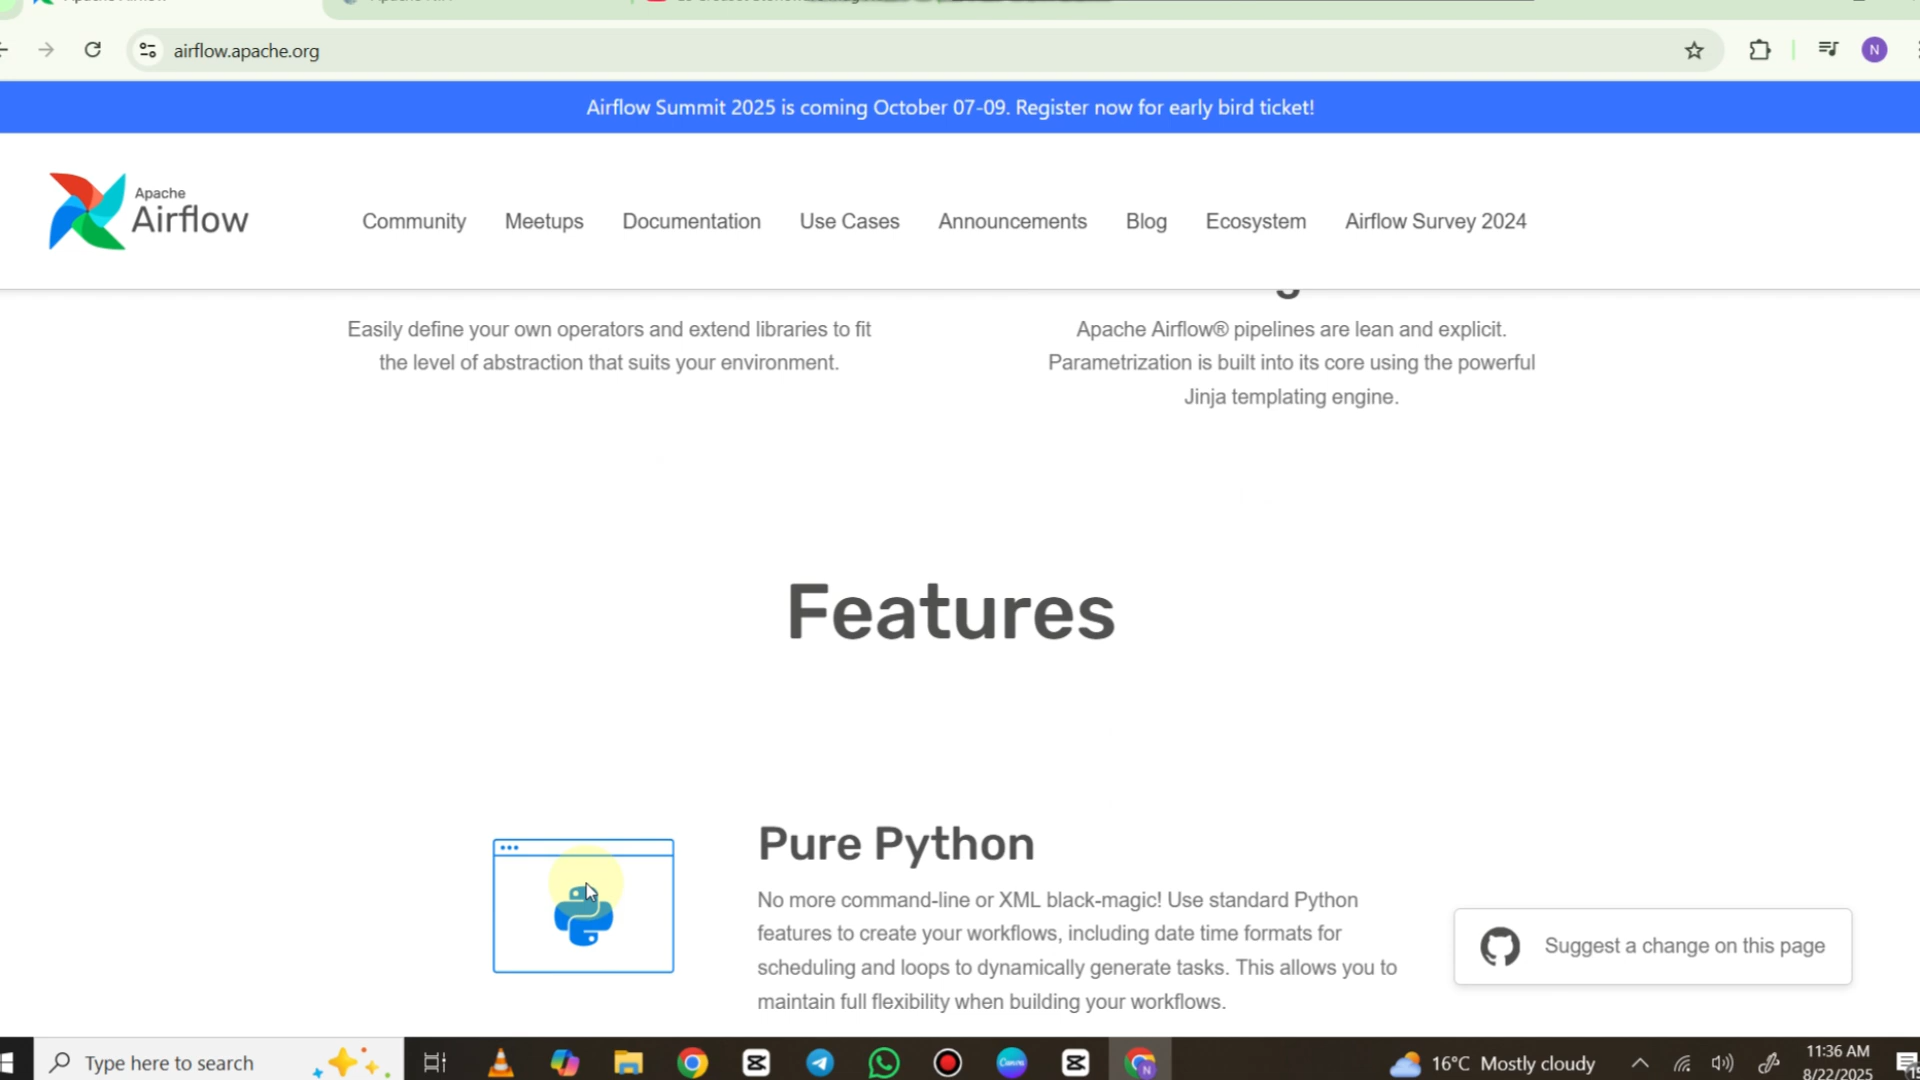 airflow.apache.org
N
Airflow Summit 2025 is coming October 07-09. Register now for early bird ticket!
Apache
Airflow
Community Meetups Documentation Use Cases Announcements Blog Ecosystem Airflow Survey 2024
Easily define your own operators and extend libraries to fit
the level of abstraction that suits your environment.
Apache Airflow® pipelines are lean and explicit.
Parametrization is built into its core using the powerful
Jinja templating engine.
Features
Pure Python
No more command-line or XML black-magic! Use standard Python
features to create your workflows, including date time formats for
scheduling and loops to dynamically generate tasks. This allows you to
maintain full flexibility when building your workflows.
Suggest a change on this page
Type here to search
Canva
N
16°C Mostly cloudy
11:36 AM
8/22/2025